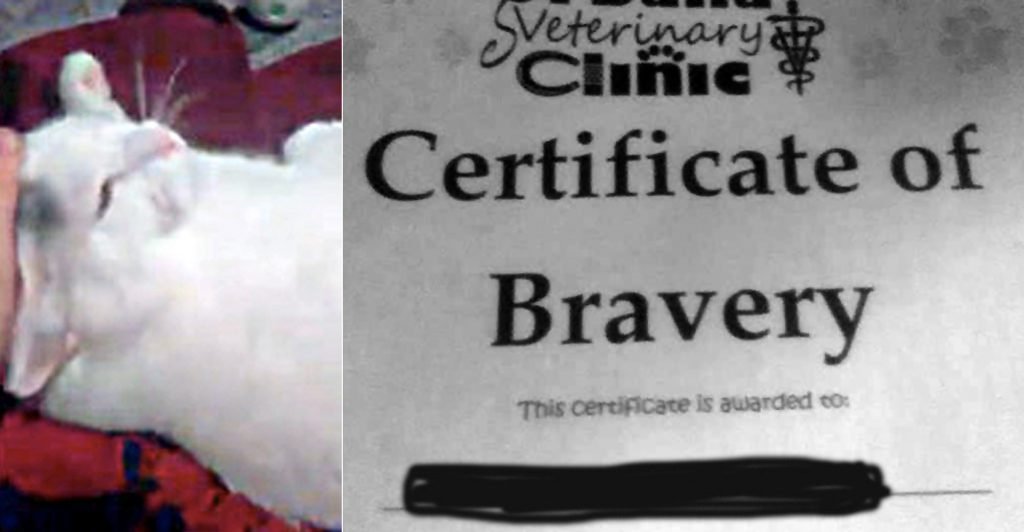 Veterinary
Clinic
Certificate of
Bravery
This Certificate is awarded to: